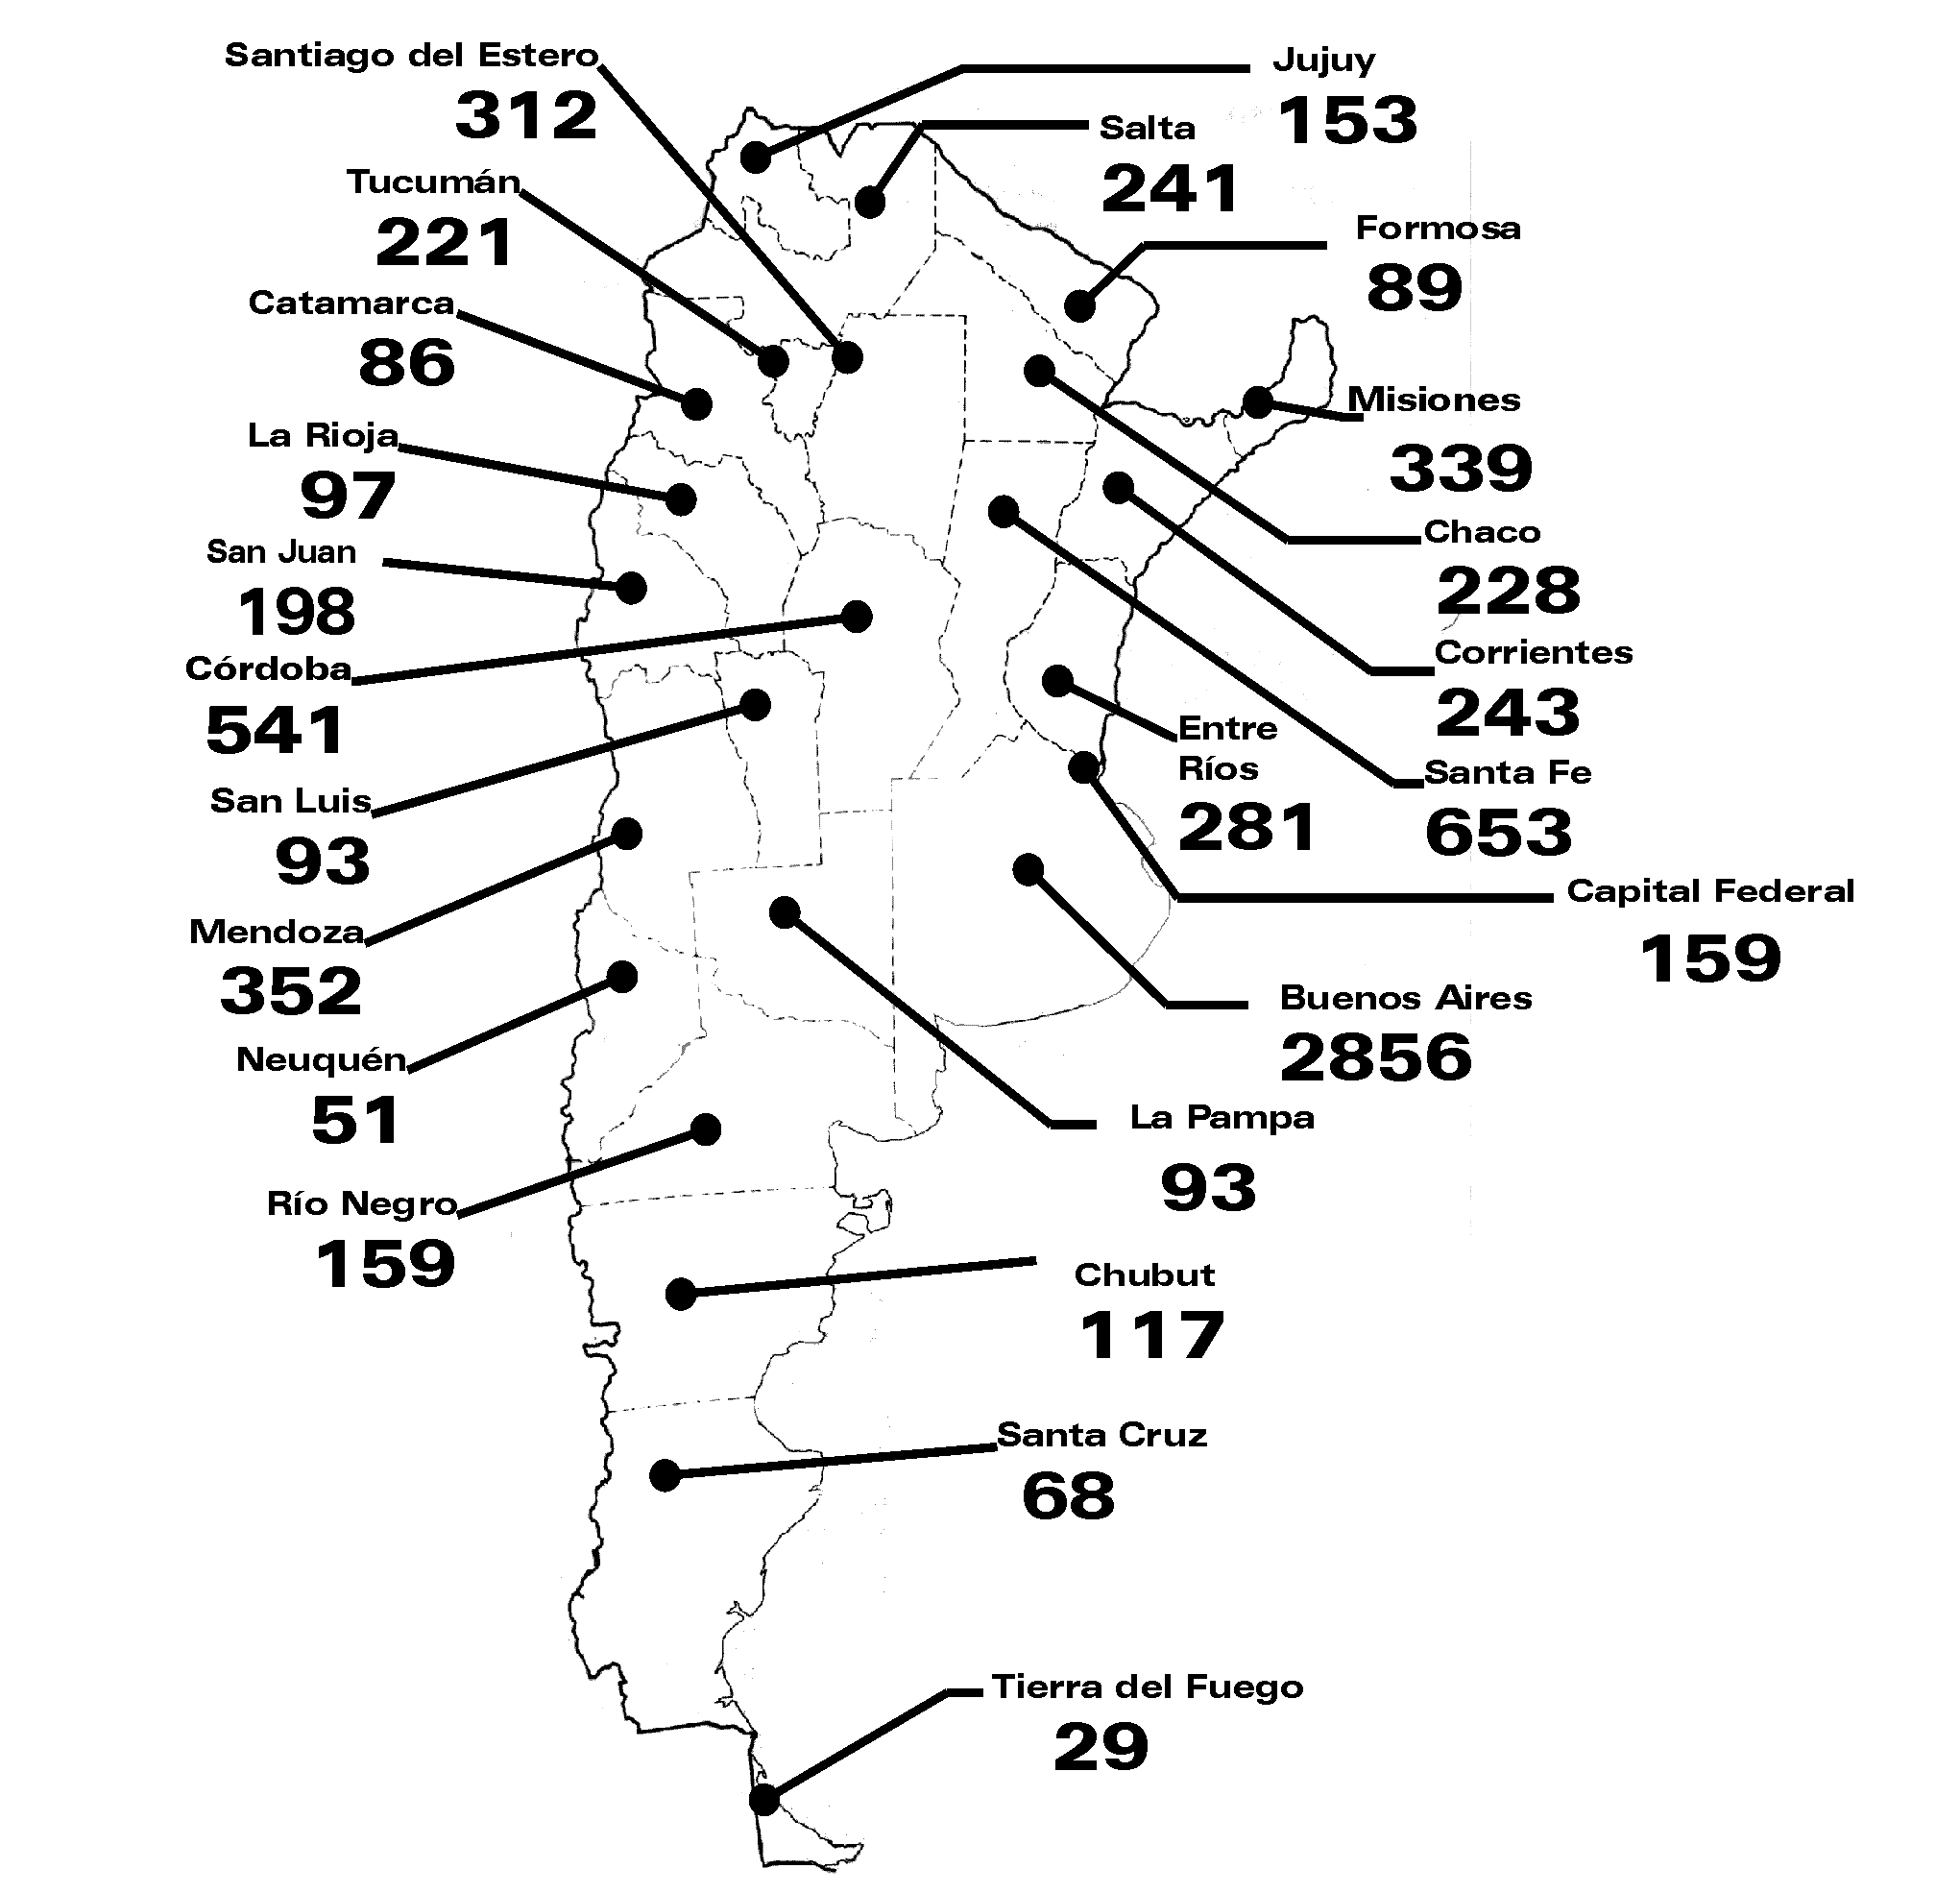 Santiago del Estero
312
Tucumán
221
Catamarca
86
La Rioja
97
San Juan
198
Córdoba
541
San Luis
93
Mendoza
352
Neuquén
51
Río Negro
159
Jujuy
153
Salta
241
Formosa
89
Misiones
339
Chaco
228
Corrientes
243
Entre
Ríos
281
Santa Fe
653
Capital Federal
159
Buenos Aires
2856
La Pampa
93
Chubut
117
Santa Cruz
68
Tierra del Fuego
29